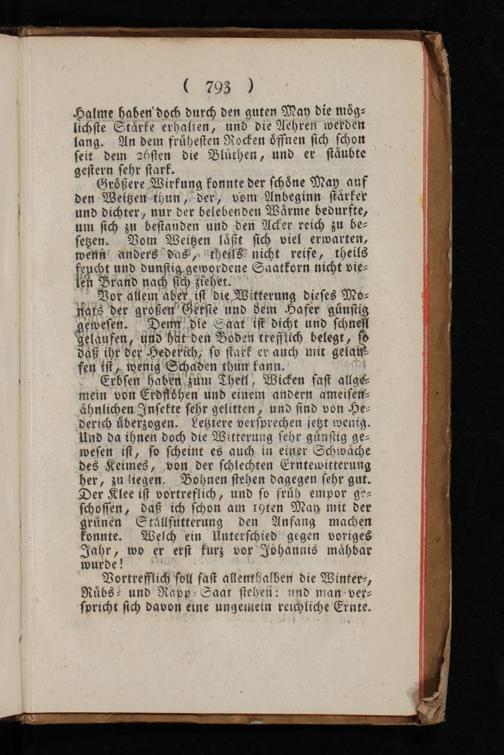 ( 793 )
Halme haben doch durch den guten May die mög-
lichste Stärke erhalten, und die Aehren werden
lang. An dem frühesten Rocken öffnen sich schon
seit dem 26sten die Blüthen, und er stäubte
gestern sehr stark.
Größere Wirkung konnte der schöne May auf
den Weitzen thun, der, vom Anbeginn stärker
und dichter, nur der belebenden Wärme bedurfte,
um sich zu bestauden und den Acker reich zu be-
setzen. Vom Weitzen läßt sich viel erwarten,
wenn anders das, theils nicht reife, theils
feucht und dunstig gewordene Saatkorn nicht vie-
len Brand nach sich ziehet.
Vor allem aber ist die Witterung dieses Mo-
nats der großen Gerste und dem Hafer günstig
gewesen. Denn die Saat ist dicht und schnell
gelaufen, und hat den Boden trefflich belegt, so
daß ihr der Hederich, so stark er auch mit gelau-
fen ist, wenig Schaden thun kann.
Erbsen haben zum Theil, Wicken fast allge-
mein von Erdflöhen und einem andern ameisen-
ähnlichen Insekte sehr gelitten, und sind von He-
derich überzogen. Letztere versprechen jetzt wenig.
Und da ihnen doch die Witterung sehr günstig ge-
wesen ist, so scheint es auch in einer Schwäche
des Keimes, von der schlechten Erntewitterung
her, zu liegen. Bohnen stehen dagegen sehr gut.
Der Klee ist vortreflich, und so früh empor ge-
schossen, daß ich schon am 19ten May mit der
grünen Stallfutterung den Anfang machen
konnte. Welch ein Unterschied gegen voriges
Jahr, wo er erst kurz vor Johannis mähbar
wurde!
Vortrefflich soll fast allenthalben die Winter-,
Rübs- und Rapp-Saat stehen: und man ver-
spricht sich davon eine ungemein reichliche Ernte.